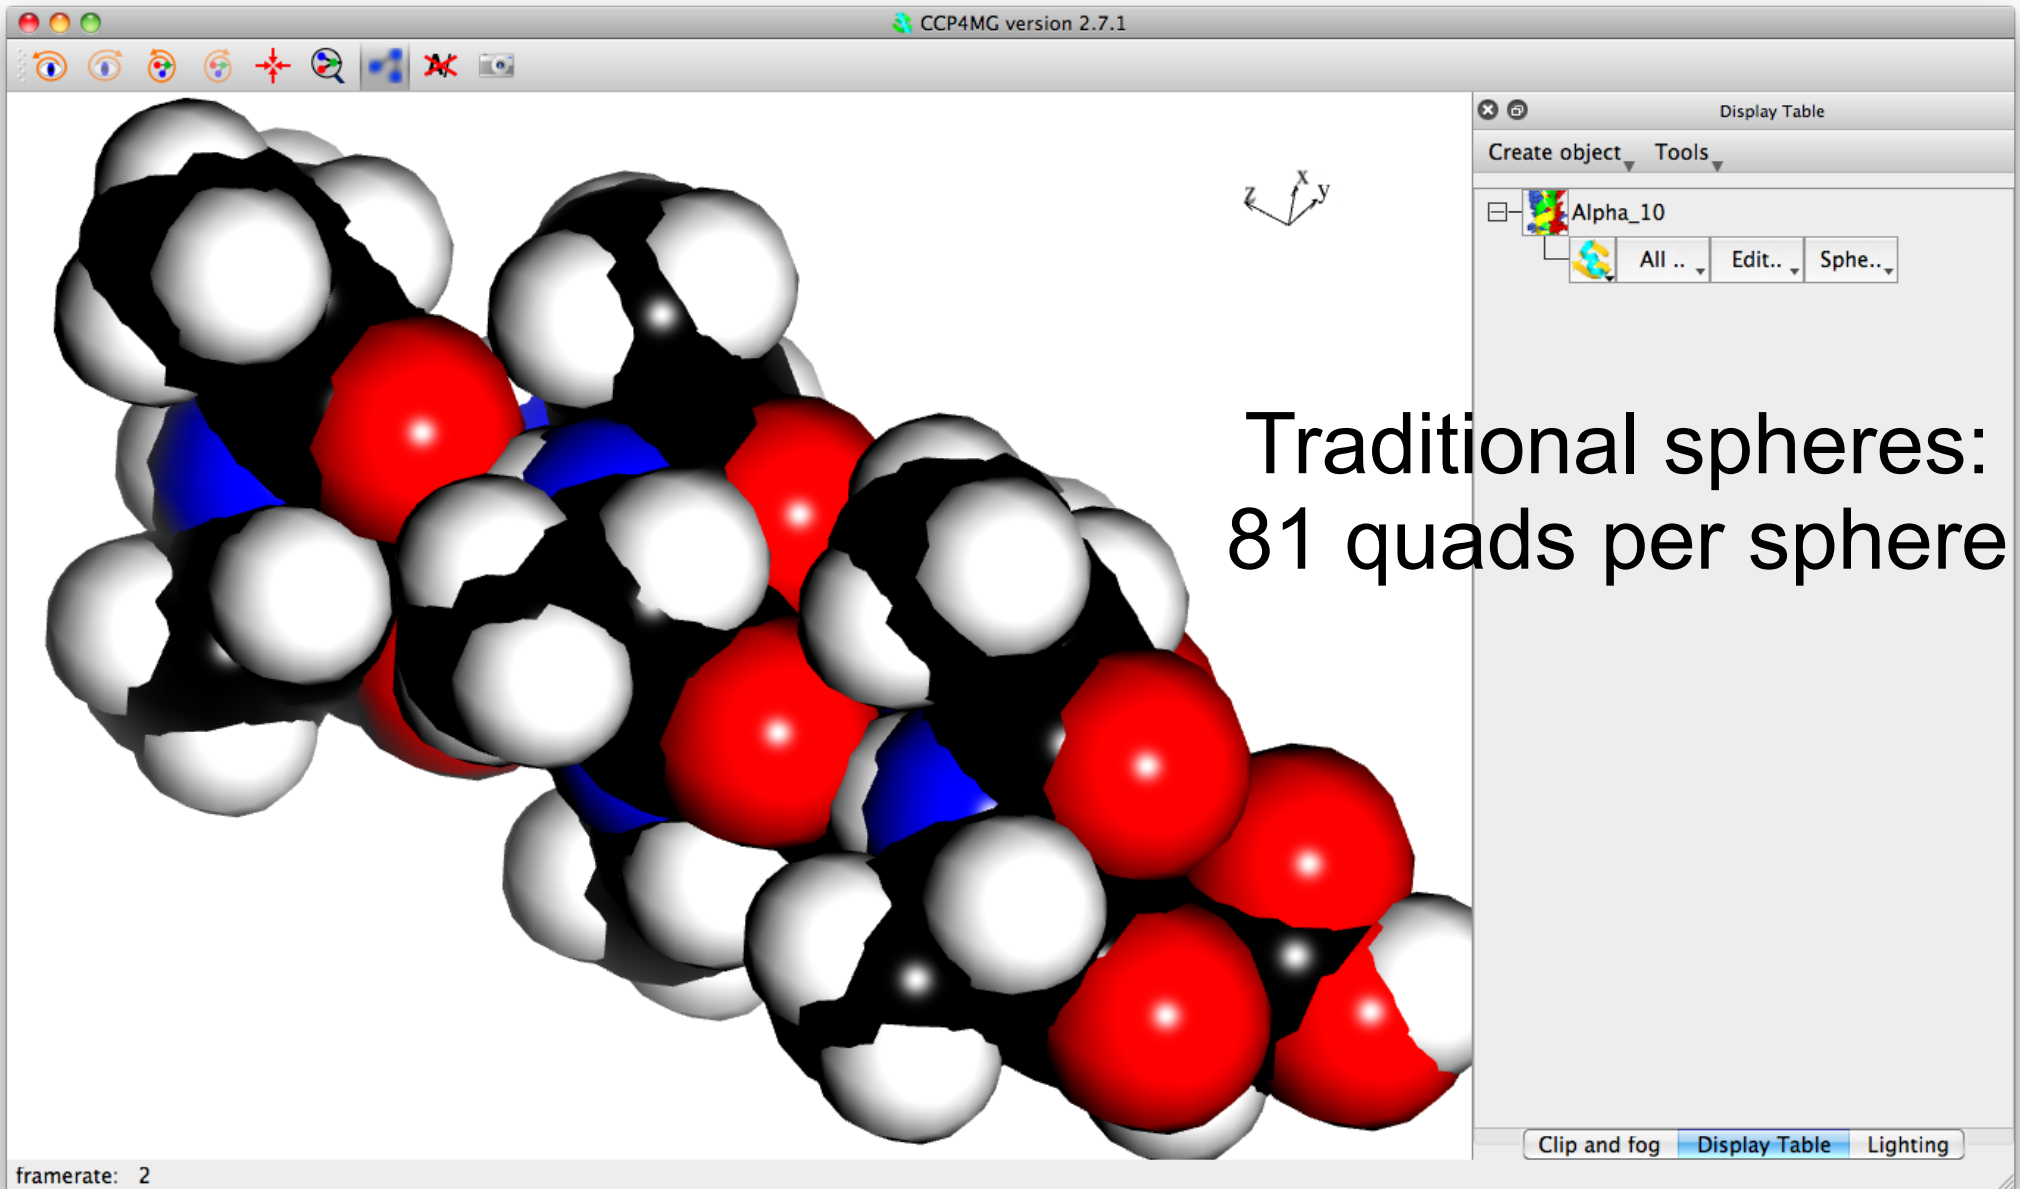 CCP4MG version 2.7.1
Display Table
Create object Tools
x
z y
Alpha_10
All .. Edit.. Sphe..
Traditional spheres:
81 quads per sphere
Clip and fog Display Table Lighting
framerate: 2